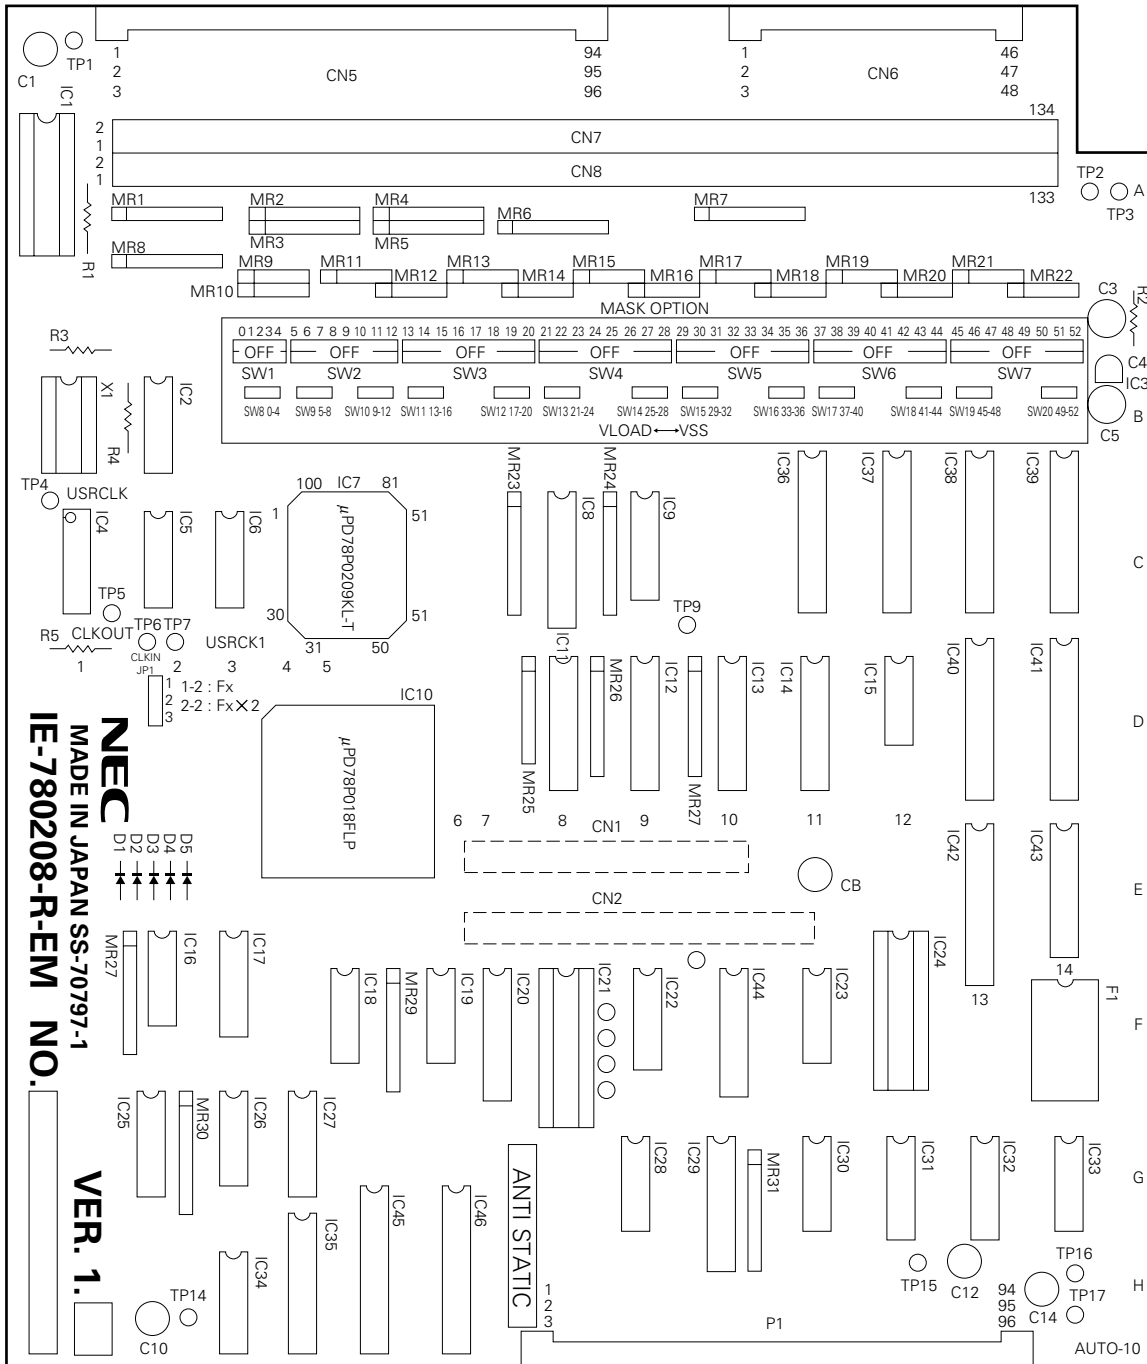 C1
TP1
IC1
1
2
3
CN5
94
95
96
1
2
3
CN6
46
47
48
134
2
1
CN7
2
1
CN8
133
TP2
TP3
A
R1
MR1
MR2
MR3
MR4
MR5
MR6
MR7
MR8
MR9
MR10
MR11
MR12
MR13
MR14
MR15
MR16
MR17
MR18
MR19
MR20
MR21
MR22
C3
R2
C4
IC3
C5
B
MASK OPTION
0 1 2 3 4 5 6 7 8 9 10 11 12 13 14 15 16 17 18 19 20 21 22 23 24 25 26 27 28 29 30 31 32 33 34 35 36 37 38 39 40 41 42 43 44 45 46 47 48 49 50 51 52
OFF OFF OFF OFF OFF OFF OFF
SW1 SW2 SW3 SW4 SW5 SW6 SW7
SW8 0-4 SW9 5-8 SW10 9-12 SW11 13-16 SW12 17-20 SW13 21-24 SW14 25-28 SW15 29-32 SW16 33-36 SW17 37-40 SW18 41-44 SW19 45-48 SW20 49-52
VLOAD↔VSS
R3
X1
R4
IC2
TP4
USRCLK
IC4
IC5
IC6
100
IC7
81
1
51
µPD78P0209KL-T
30
51
31
50
MR23
IC8
MR24
IC9
IC36
IC37
IC38
IC39
C
TP5
TP6
TP7
TP9
R5
CLKOUT
USRCK1
CLKIN
JP1
1
2
3
4
5
1
2
3
1-2 : Fx
2-2 : Fx×2
IC10
µPD78P018FLP
IC11
MR25
MR26
IC12
MR27
IC13
IC14
IC15
IC40
IC41
D
NEC
MADE IN JAPAN SS-70797-1
IE-780208-R-EM NO.
VER. 1.
D1
D2
D3
D4
D5
6
7
8
CN1
9
10
11
12
CN2
CB
IC42
IC43
E
MR27
IC16
IC17
IC18
MR29
IC19
IC20
IC21
IC22
IC44
IC23
IC24
13
14
F1
F
IC25
MR30
IC26
IC27
IC28
IC29
MR31
IC30
IC31
IC32
IC33
G
IC34
IC35
IC45
IC46
ANTI STATIC
C10
TP14
1
2
3
P1
94
95
96
TP15
C12
C14
TP16
TP17
H
AUTO-10